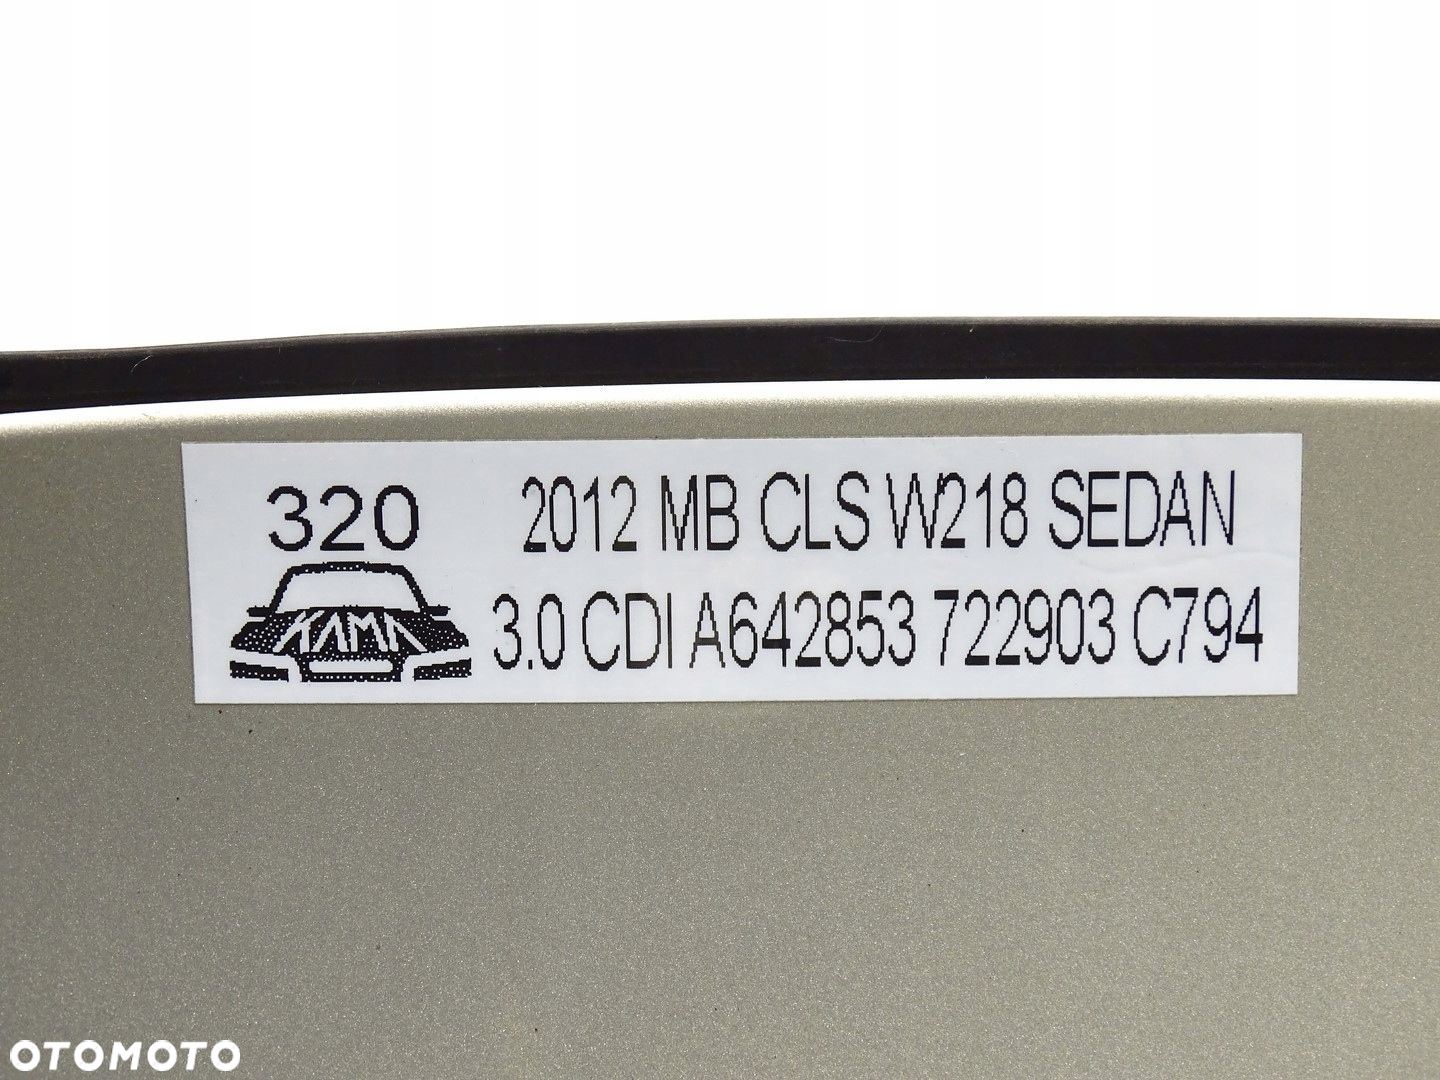 320
2012 MB CLS W218 SEDAN
KAMA
3.0 CDI A642853 722903 C794
OTOMOTO